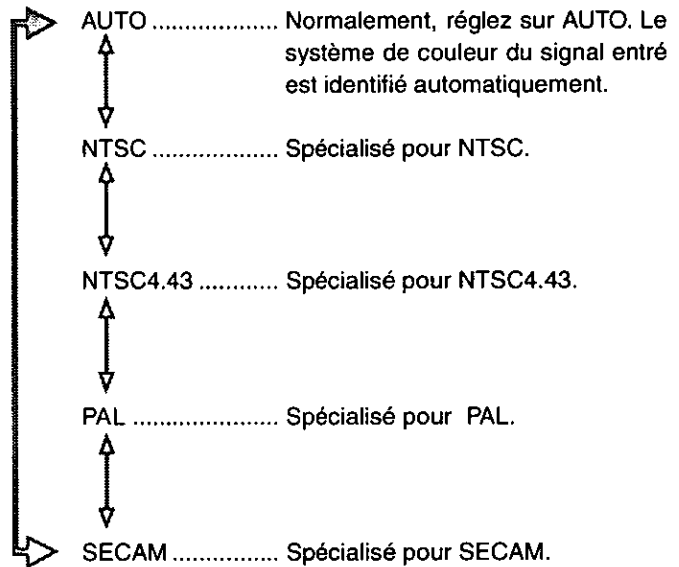 AUTO ................... Normalement, réglez sur AUTO. Le
système de couleur du signal entré
est identifié automatiquement.
NTSC ................... Spécialisé pour NTSC.
NTSC4.43 ............ Spécialisé pour NTSC4.43.
PAL ...................... Spécialisé pour PAL.
SECAM ................ Spécialisé pour SECAM.